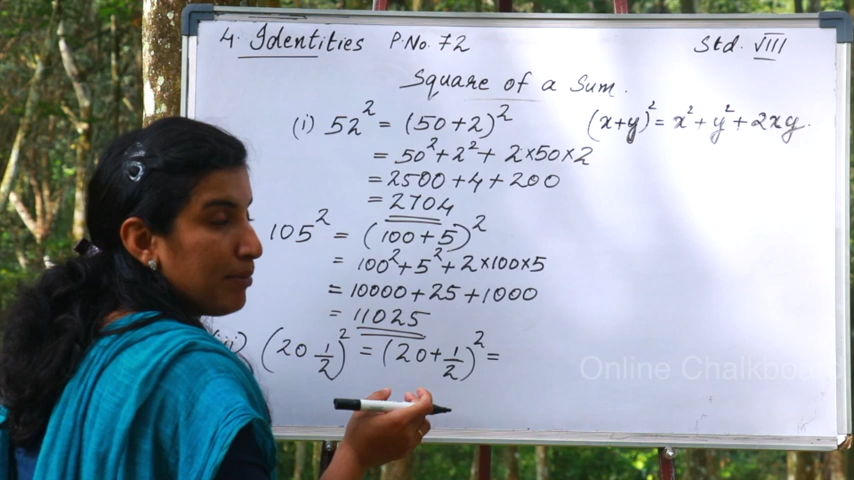 4. Identities P.No. 72 Std. VIII
Square of a Sum.
(i) 52² = (50+2)² (x+y)² = x² + y² + 2xy.
= 50² + 2² + 2×50×2
= 2500 + 4 + 200
= 2704
105² = (100+5)²
= 100² + 5² + 2×100×5
= 10000 + 25 + 1000
= 11025
(20 1/2)² = (20 + 1/2)² =
Online Chalkboard